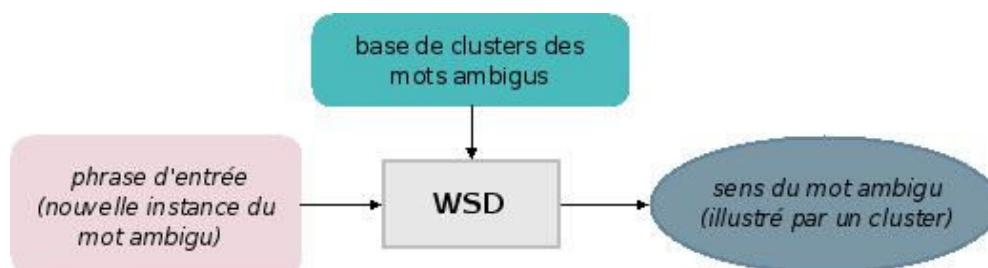 base de clusters des
mots ambigus
phrase d'entrée
(nouvelle instance du
mot ambigu)
WSD
sens du mot ambigu
(illustré par un cluster)